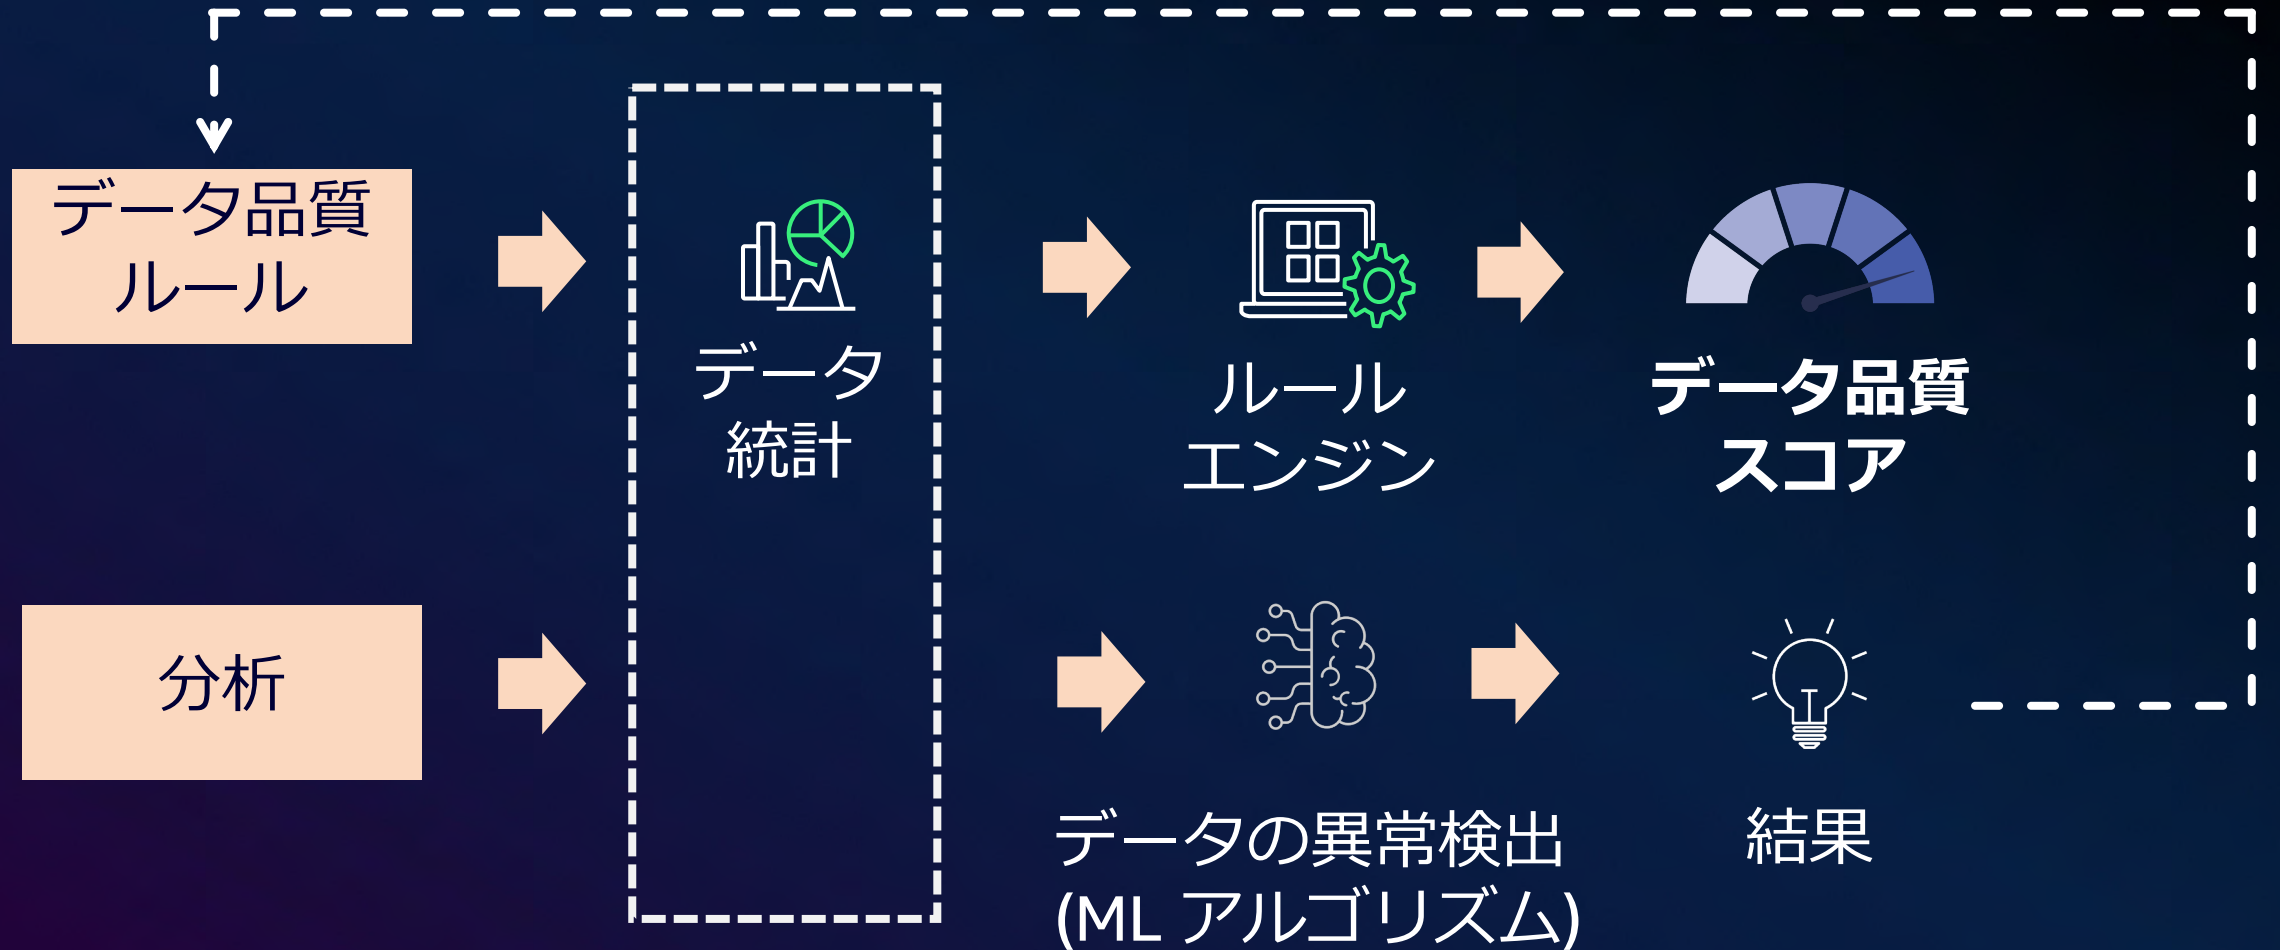 データ品質
ルール
データ
統計
ルール
エンジン
データ品質
スコア
分析
データの異常検出
(ML アルゴリズム)
結果